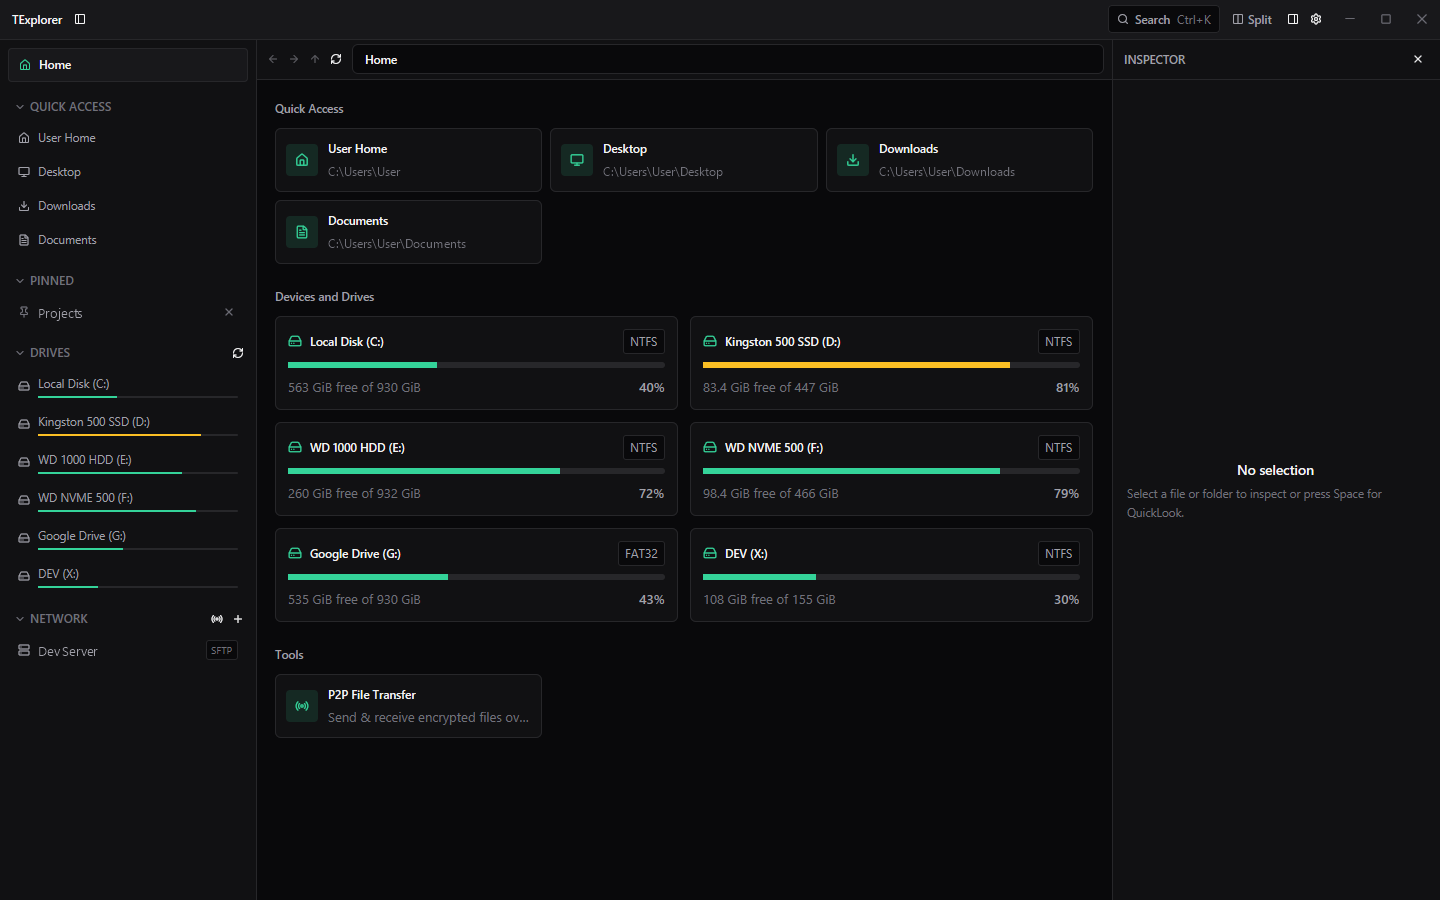 TExplorer
Search Ctrl+K
Split
Home
QUICK ACCESS
User Home
Desktop
Downloads
Documents
PINNED
Projects
DRIVES
Local Disk (C:)
Kingston 500 SSD (D:)
WD 1000 HDD (E:)
WD NVME 500 (F:)
Google Drive (G:)
DEV (X:)
NETWORK
Dev Server SFTP
Home
Quick Access
User Home
C:\Users\User
Desktop
C:\Users\User\Desktop
Downloads
C:\Users\User\Downloads
Documents
C:\Users\User\Documents
Devices and Drives
Local Disk (C:) NTFS
563 GiB free of 930 GiB 40%
Kingston 500 SSD (D:) NTFS
83.4 GiB free of 447 GiB 81%
WD 1000 HDD (E:) NTFS
260 GiB free of 932 GiB 72%
WD NVME 500 (F:) NTFS
98.4 GiB free of 466 GiB 79%
Google Drive (G:) FAT32
535 GiB free of 930 GiB 43%
DEV (X:) NTFS
108 GiB free of 155 GiB 30%
Tools
P2P File Transfer
Send & receive encrypted files ov...
INSPECTOR
No selection
Select a file or folder to inspect or press Space for
QuickLook.